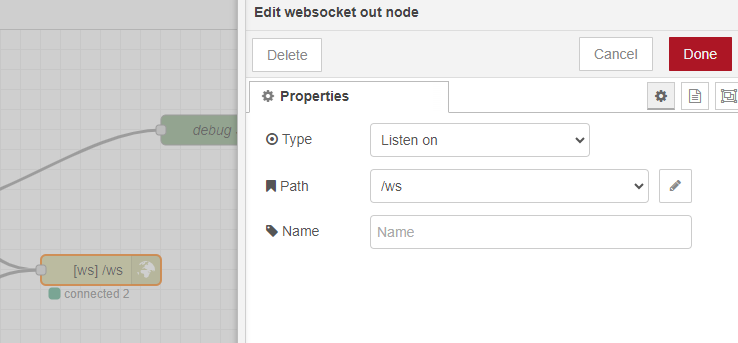 Edit websocket out node
Delete
Cancel
Done
Properties
debug
Type
Listen on
Path
/ws
[ws] /ws
connected 2
Name
Name